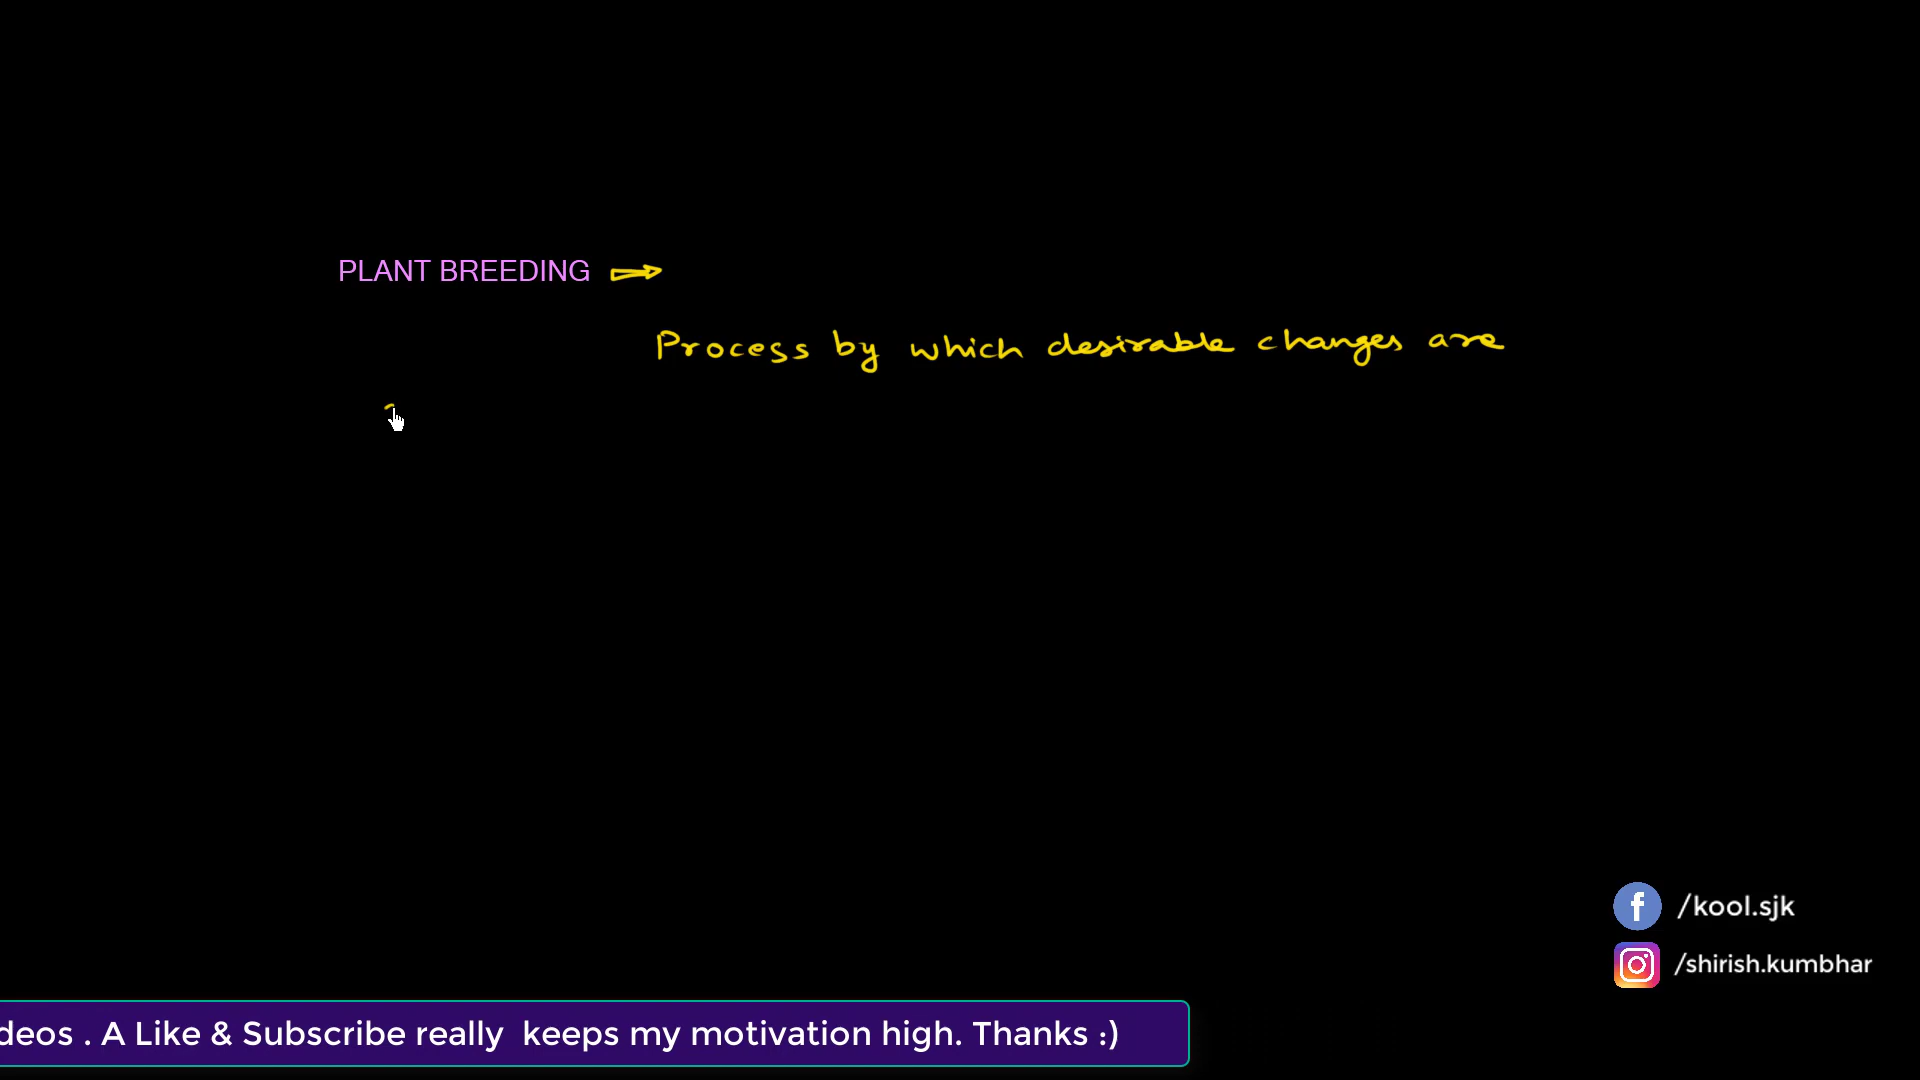 PLANT BREEDING
Process by which desirable changes are
/kool.sjk
/shirish.kumbhar
deos . A Like & Subscribe really keeps my motivation high. Thanks :)